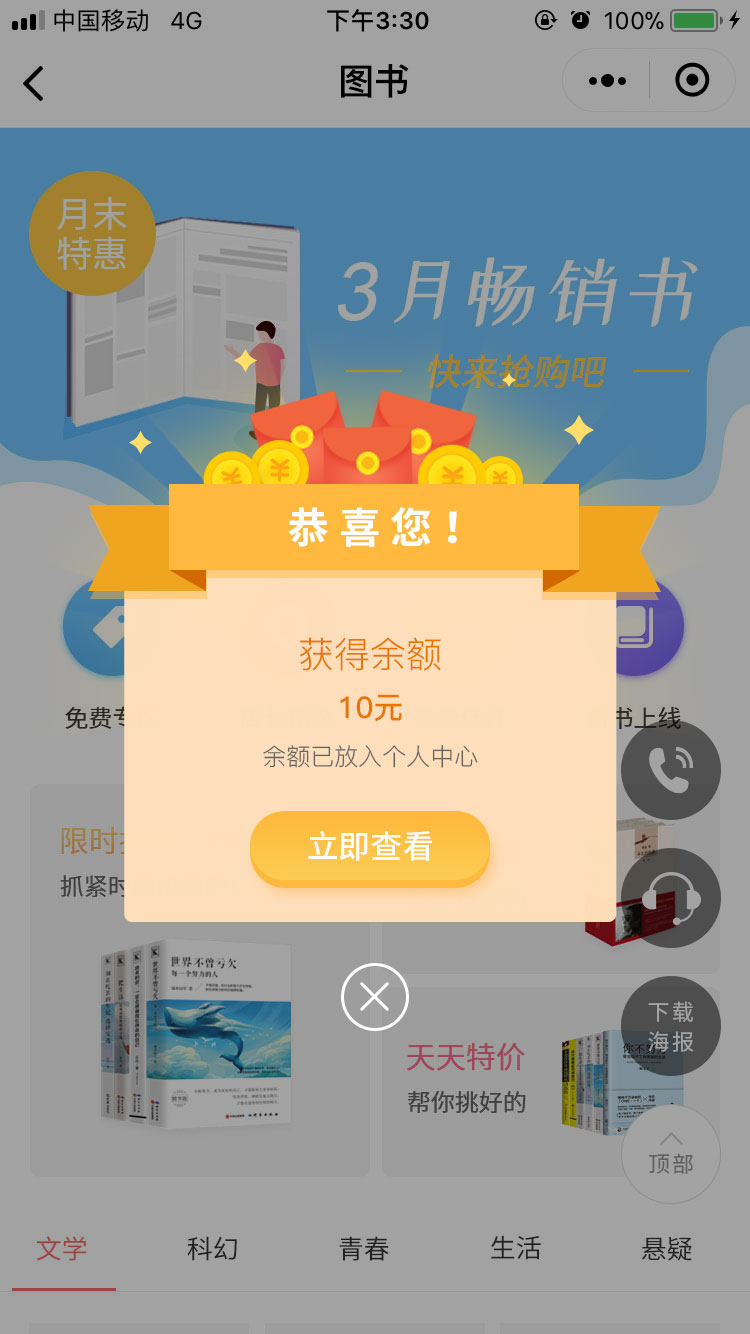 中国移动 4G 下午3:30 100%
图书
月末
特惠
3月畅销书
快来抢购吧
恭喜您！
获得余额
10元
余额已放入个人中心
立即查看
免费专
书上线
限时
抓紧时
世界不曾亏欠
每一个努力的人
天天特价
帮你挑好的
下载
海报
顶部
文学 科幻 青春 生活 悬疑